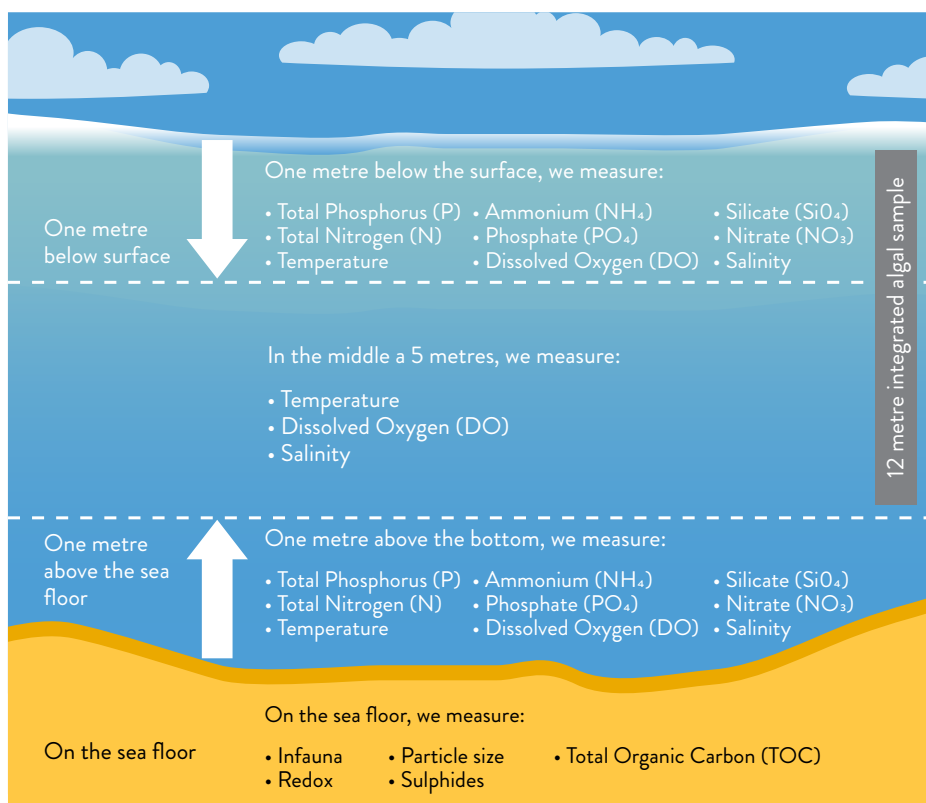 One metre below the surface, we measure:
• Total Phosphorus (P) • Ammonium (NH₄) • Silicate (Si0₄)
• Total Nitrogen (N) • Phosphate (PO₄) • Nitrate (NO₃)
• Temperature • Dissolved Oxygen (DO) • Salinity
One metre
below surface
12 metre integrated algal sample
In the middle a 5 metres, we measure:
• Temperature
• Dissolved Oxygen (DO)
• Salinity
One metre
above the sea
floor
One metre above the bottom, we measure:
• Total Phosphorus (P) • Ammonium (NH₄) • Silicate (Si0₄)
• Total Nitrogen (N) • Phosphate (PO₄) • Nitrate (NO₃)
• Temperature • Dissolved Oxygen (DO) • Salinity
On the sea floor
On the sea floor, we measure:
• Infauna • Particle size • Total Organic Carbon (TOC)
• Redox • Sulphides